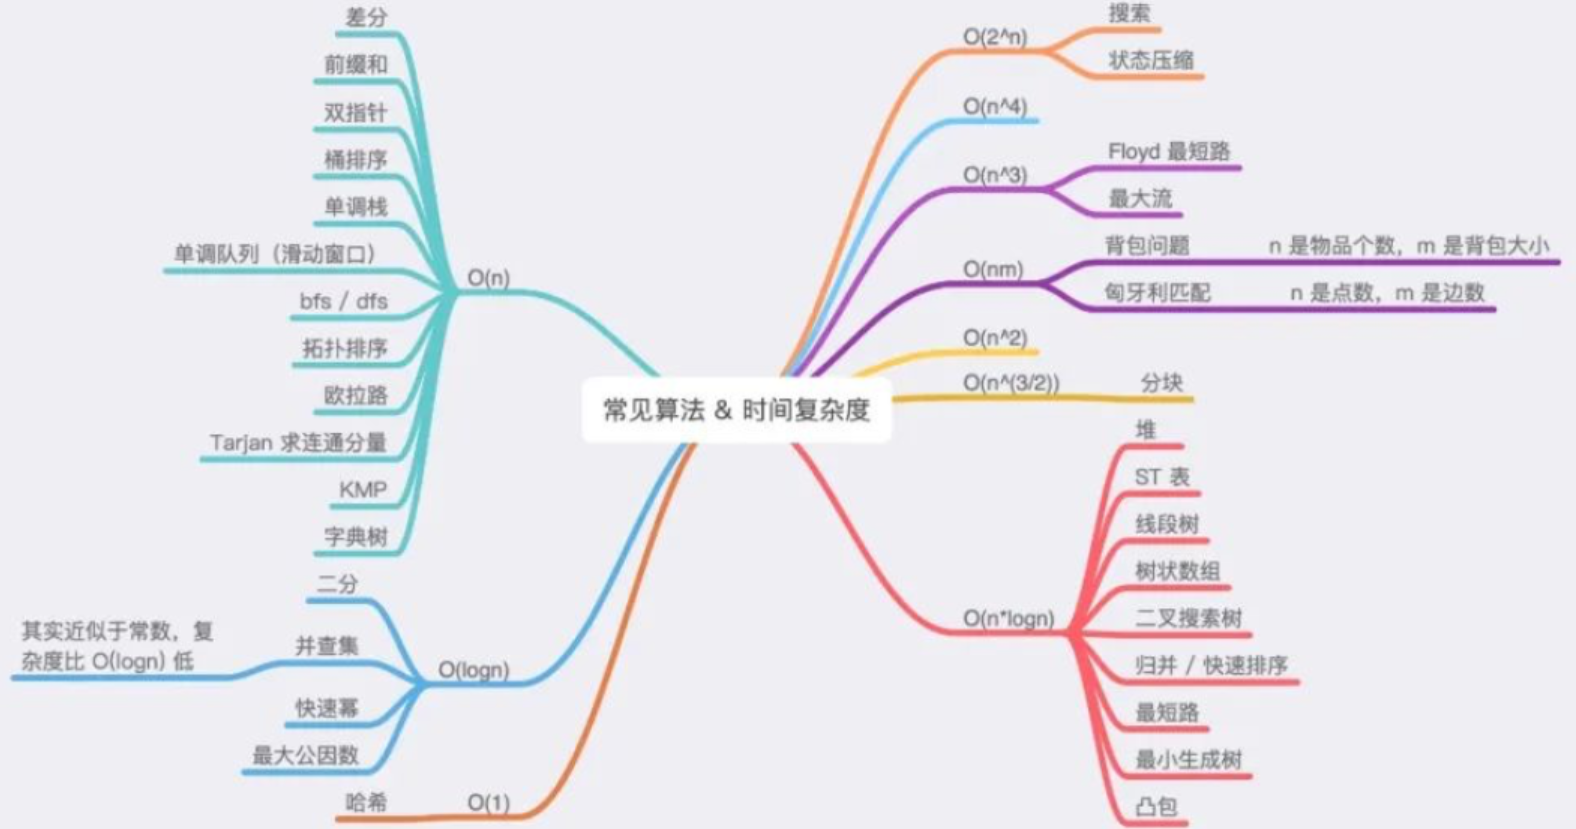 常见算法 & 时间复杂度
O(n)
差分
前缀和
双指针
桶排序
单调栈
单调队列（滑动窗口）
bfs / dfs
拓扑排序
欧拉路
Tarjan 求连通分量
KMP
字典树
O(logn)
二分
并查集
其实近似于常数，复
杂度比 O(logn) 低
快速幂
最大公因数
O(1)
哈希
O(2^n)
搜索
状态压缩
O(n^4)
O(n^3)
Floyd 最短路
最大流
O(nm)
背包问题
n 是物品个数，m 是背包大小
匈牙利匹配
n 是点数，m 是边数
O(n^2)
O(n^(3/2))
分块
O(n*logn)
堆
ST 表
线段树
树状数组
二叉搜索树
归并 / 快速排序
最短路
最小生成树
凸包